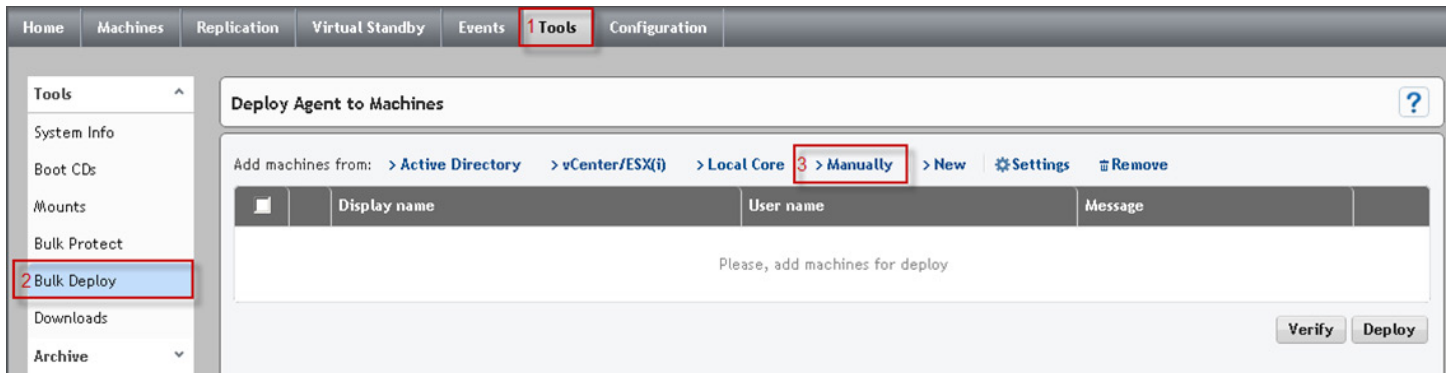 Home Machines Replication Virtual Standby Events 1 Tools Configuration
Tools
System Info
Boot CDs
Mounts
Bulk Protect
2 Bulk Deploy
Downloads
Archive
Deploy Agent to Machines ?
Add machines from: > Active Directory > vCenter/ESX(i) > Local Core 3 > Manually > New Settings Remove
Display name User name Message
Please, add machines for deploy
Verify Deploy